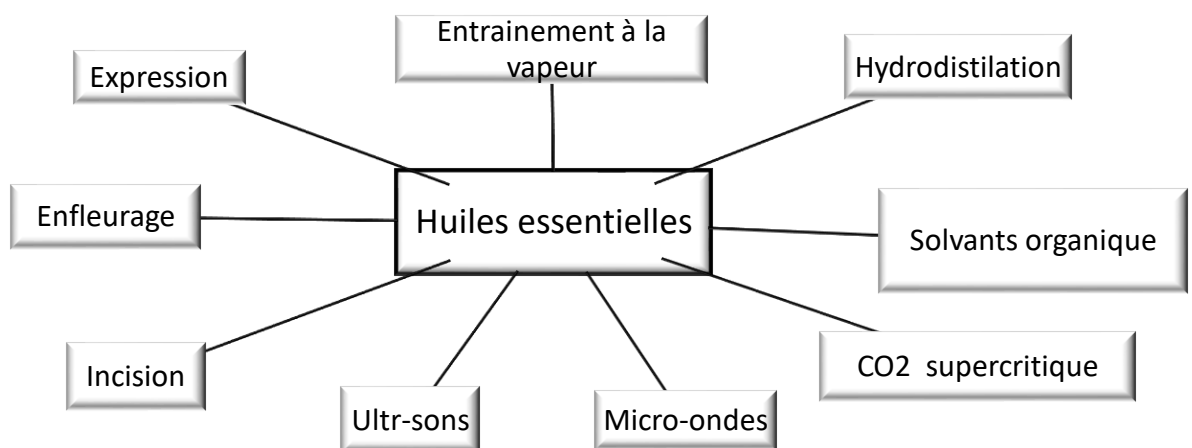 Entrainement à la
vapeur
Expression
Hydrodistilation
Enfleurage
Huiles essentielles
Solvants organique
Incision
CO2 supercritique
Ultr-sons
Micro-ondes